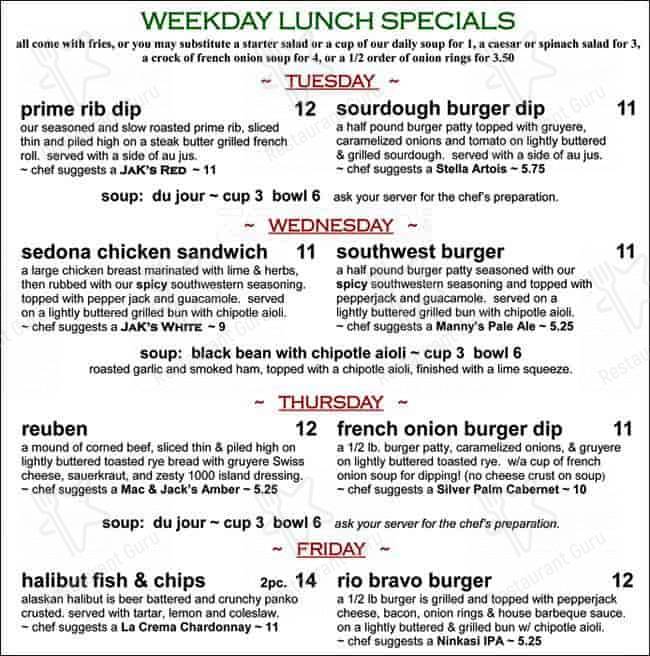 WEEKDAY LUNCH SPECIALS
all come with fries, or you may substitute a starter salad or a cup of our daily soup for 1, a caesar or spinach salad for 3,
a crock of french onion soup for 4, or a 1/2 order of onion rings for 3.50
~ TUESDAY ~
prime rib dip 12
our seasoned and slow roasted prime rib, sliced
thin and piled high on a steak butter grilled french
roll. served with a side of au jus.
~ chef suggests a JAK'S RED ~ 11
sourdough burger dip 11
a half pound burger patty topped with gruyere,
caramelized onions and tomato on lightly buttered
& grilled sourdough. served with a side of au jus.
~ chef suggests a Stella Artois ~ 5.75
soup: du jour ~ cup 3 bowl 6 ask your server for the chef's preparation.
~ WEDNESDAY ~
sedona chicken sandwich 11
a large chicken breast marinated with lime & herbs,
then rubbed with our spicy southwestern seasoning.
topped with pepper jack and guacamole. served
on a lightly buttered grilled bun with chipotle aioli.
~ chef suggests a JAK'S WHITE ~ 9
southwest burger 11
a half pound burger patty seasoned with our
spicy southwestern seasoning and topped with
pepperjack and guacamole. served on a
lightly buttered grilled bun with chipotle aioli.
~ chef suggests a Manny's Pale Ale ~ 5.25
soup: black bean with chipotle aioli ~ cup 3 bowl 6
roasted garlic and smoked ham, topped with a chipotle aioli, finished with a lime squeeze.
~ THURSDAY ~
reuben 12
a mound of corned beef, sliced thin & piled high on
lightly buttered toasted rye bread with gruyere Swiss
cheese, sauerkraut, and zesty 1000 island dressing.
~ chef suggests a Mac & Jack's Amber ~ 5.25
french onion burger dip 11
a 1/2 lb. burger patty, caramelized onions, & gruyere
on lightly buttered toasted rye. w/a cup of french
onion soup for dipping! (no cheese crust on soup)
~ chef suggests a Silver Palm Cabernet ~ 10
soup: du jour ~ cup 3 bowl 6 ask your server for the chef's preparation.
~ FRIDAY ~
halibut fish & chips 2pc. 14
alaskan halibut is beer battered and crunchy panko
crusted. served with tartar, lemon and coleslaw.
~ chef suggests a La Crema Chardonnay ~ 11
rio bravo burger 12
a 1/2 lb burger is grilled and topped with pepperjack
cheese, bacon, onion rings & house barbeque sauce.
on a lightly buttered & grilled bun w/ chipotle aioli.
~ chef suggests a Ninkasi IPA ~ 5.25
Restaurant Guru